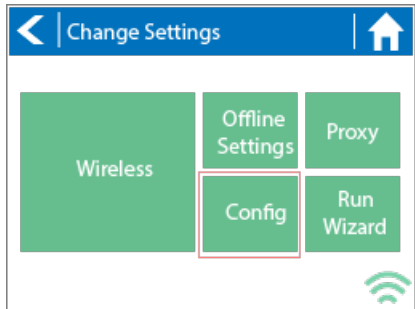 Change Settings
Wireless
Offline
Settings
Proxy
Config
Run
Wizard